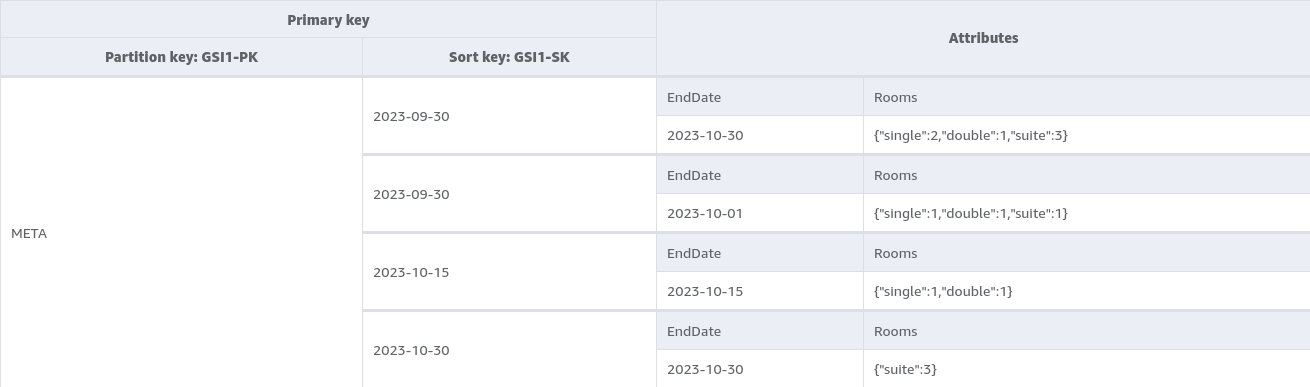 Primary key
Attributes
Partition key: GSI1-PK
Sort key: GSI1-SK
META
2023-09-30
EndDate
Rooms
2023-10-30
{"single":2,"double":1,"suite":3}
2023-09-30
EndDate
Rooms
2023-10-01
{"single":1,"double":1,"suite":1}
2023-10-15
EndDate
Rooms
2023-10-15
{"single":1,"double":1}
2023-10-30
EndDate
Rooms
2023-10-30
{"suite":3}